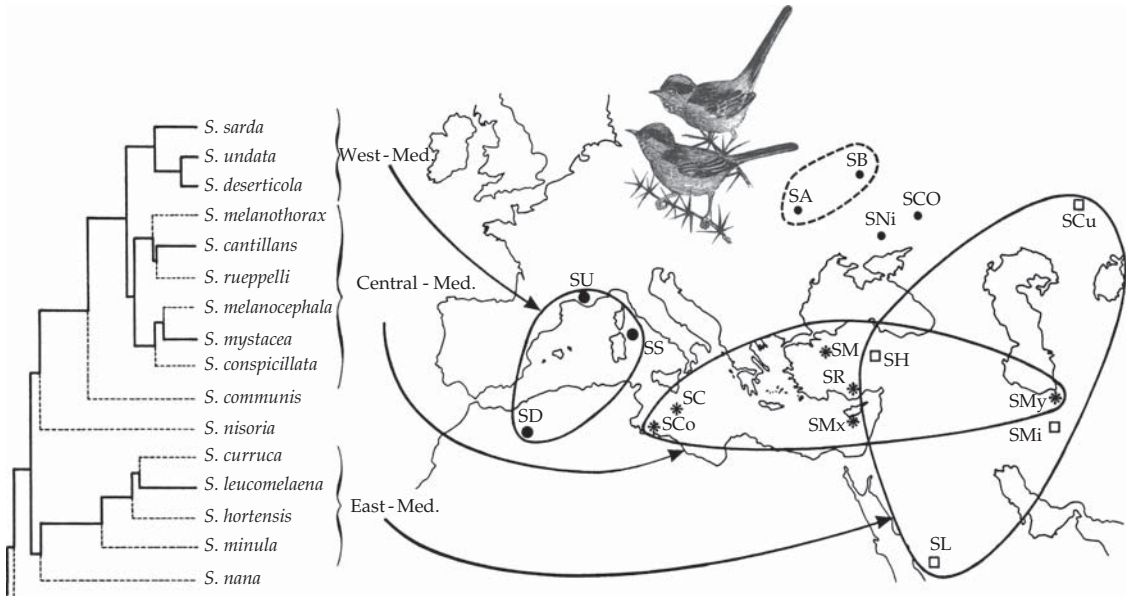 S. sarda
S. undata
S. deserticola
S. melanothorax
S. cantillans
S. rueppelli
S. melanocephala
S. mystacea
S. conspicillata
S. communis
S. nisoria
S. curruca
S. leucomelaena
S. hortensis
S. minula
S. nana
West-Med.
Central-Med.
East-Med.
SB
SA
SCO
SNi
SCu
SU
SS
SD
SM
SH
SR
SC
SCo
SMx
SMy
SMi
SL